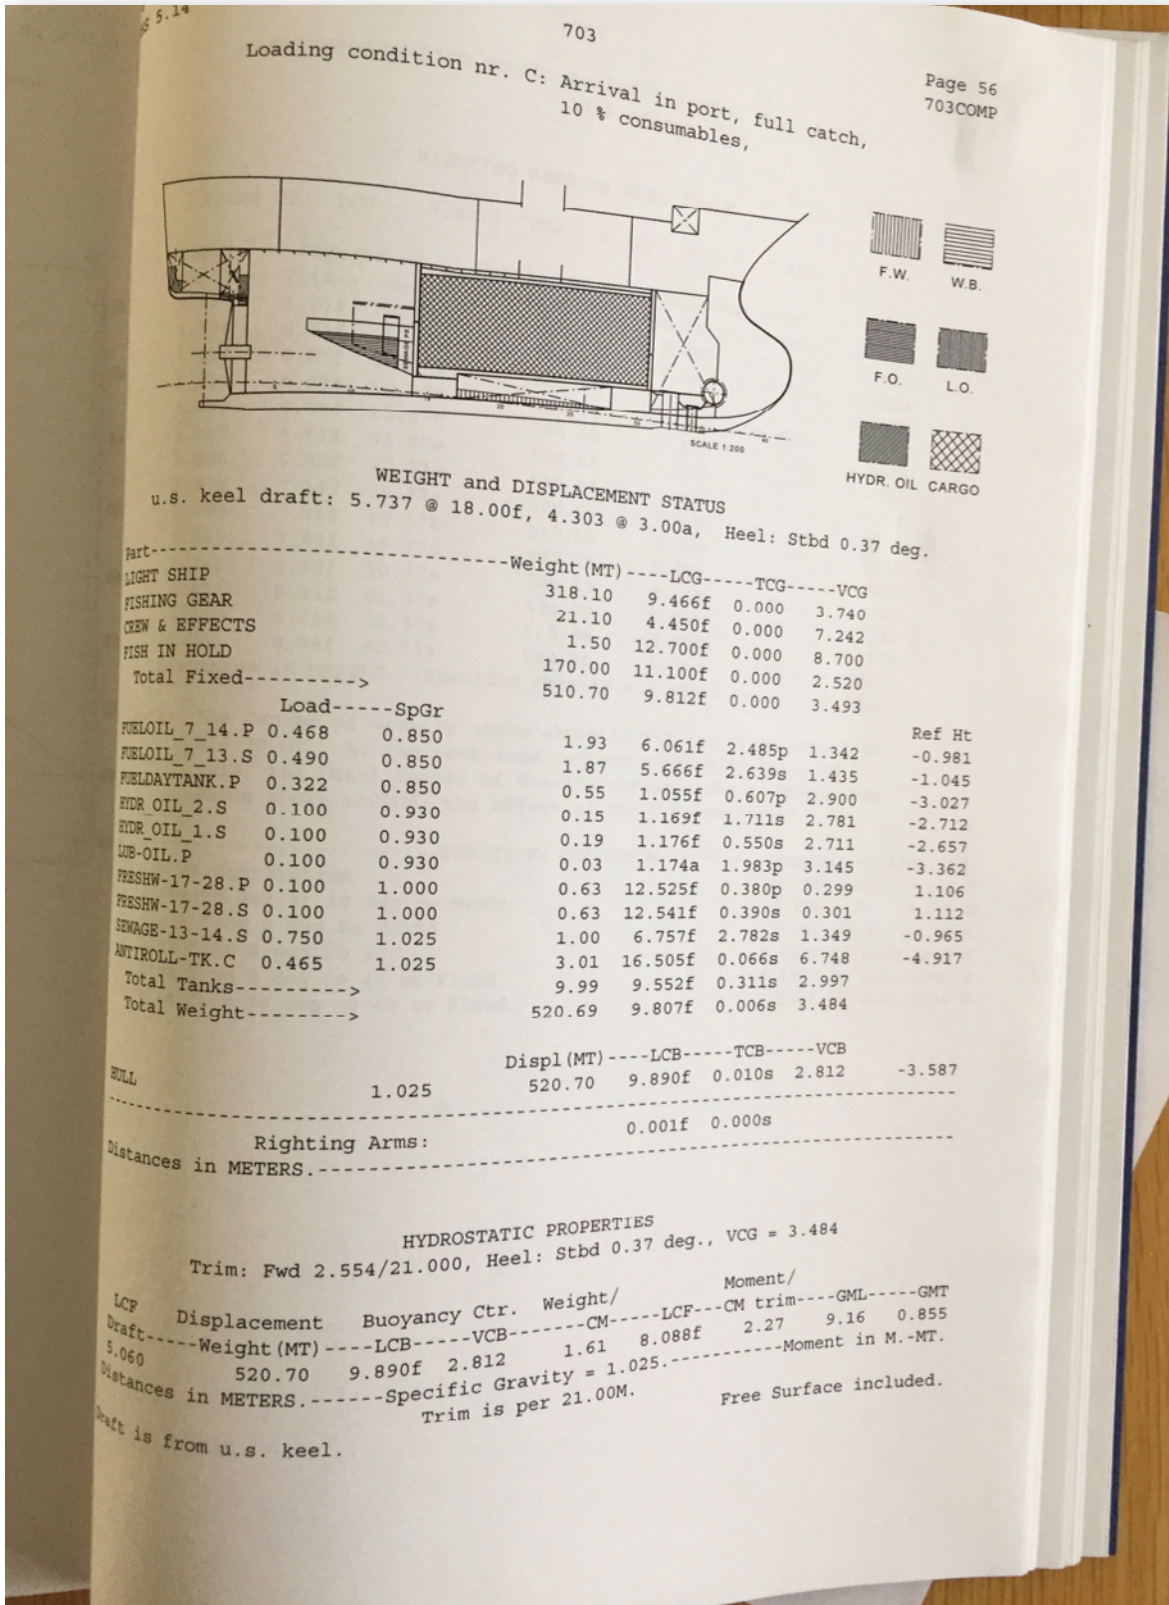 5.14
703
Page 56
703COMP
Loading condition nr. C: Arrival in port, full catch,
10 % consumables,
F.W. W.B.
F.O. L.O.
HYDR. OIL CARGO
SCALE 1:200
WEIGHT and DISPLACEMENT STATUS
u.s. keel draft: 5.737 @ 18.00f, 4.303 @ 3.00a, Heel: Stbd 0.37 deg.
Part------------------------------Weight(MT)----LCG-----TCG-----VCG
LIGHT SHIP 318.10 9.466f 0.000 3.740
FISHING GEAR 21.10 4.450f 0.000 7.242
CREW & EFFECTS 1.50 12.700f 0.000 8.700
FISH IN HOLD 170.00 11.100f 0.000 2.520
Total Fixed---------> 510.70 9.812f 0.000 3.493
Load-----SpGr Ref Ht
FUELOIL_7_14.P 0.468 0.850 1.93 6.061f 2.485p 1.342 -0.981
FUELOIL_7_13.S 0.490 0.850 1.87 5.666f 2.639s 1.435 -1.045
FUELDAYTANK.P 0.322 0.850 0.55 1.055f 0.607p 2.900 -3.027
HYDR_OIL_2.S 0.100 0.930 0.15 1.169f 1.711s 2.781 -2.712
HYDR_OIL_1.S 0.100 0.930 0.19 1.176f 0.550s 2.711 -2.657
LUB-OIL.P 0.100 0.930 0.03 1.174a 1.983p 3.145 -3.362
FRESHW-17-28.P 0.100 1.000 0.63 12.525f 0.380p 0.299 1.106
FRESHW-17-28.S 0.100 1.000 0.63 12.541f 0.390s 0.301 1.112
SEWAGE-13-14.S 0.750 1.025 1.00 6.757f 2.782s 1.349 -0.965
ANTIROLL-TK.C 0.465 1.025 3.01 16.505f 0.066s 6.748 -4.917
Total Tanks---------> 9.99 9.552f 0.311s 2.997
Total Weight--------> 520.69 9.807f 0.006s 3.484
Displ(MT)----LCB-----TCB-----VCB
HULL 1.025 520.70 9.890f 0.010s 2.812 -3.587
Righting Arms: 0.001f 0.000s
Distances in METERS.------------------------------------------------
HYDROSTATIC PROPERTIES
Trim: Fwd 2.554/21.000, Heel: Stbd 0.37 deg., VCG = 3.484
LCF Displacement Buoyancy Ctr. Weight/ Moment/
Draft-----Weight(MT)----LCB-----VCB-------CM-----LCF---CM trim----GML-----GMT
5.060 520.70 9.890f 2.812 1.61 8.088f 2.27 9.16 0.855
Distances in METERS.------Specific Gravity = 1.025.----------Moment in M.-MT.
Trim is per 21.00M.
Free Surface included.
Draft is from u.s. keel.